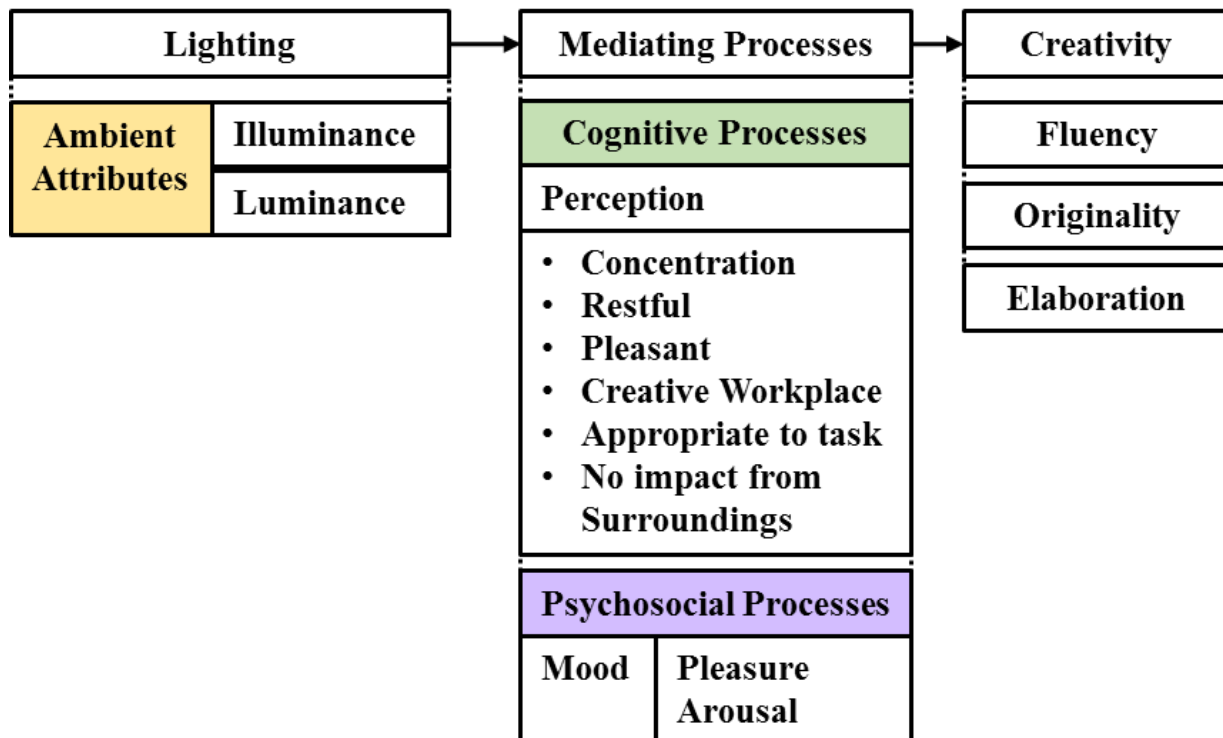 Lighting
Mediating Processes
Creativity
Ambient
Attributes
Illuminance
Luminance
Cognitive Processes
Perception
• Concentration
• Restful
• Pleasant
• Creative Workplace
• Appropriate to task
• No impact from
Surroundings
Psychosocial Processes
Mood
Pleasure
Arousal
Fluency
Originality
Elaboration